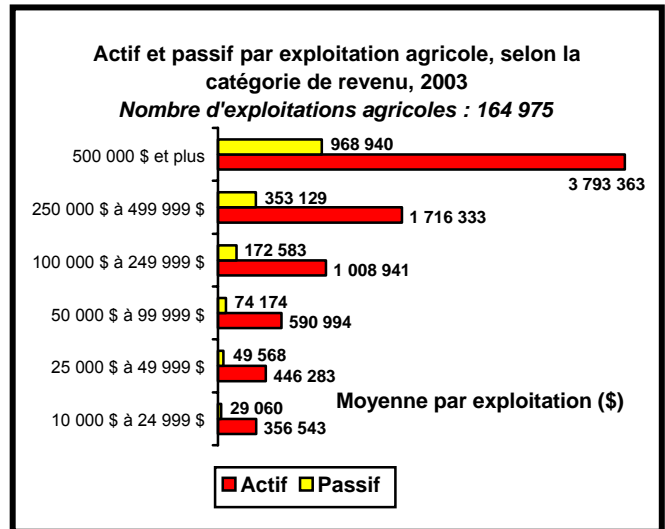 Actif et passif par exploitation agricole, selon la
catégorie de revenu, 2003
Nombre d'exploitations agricoles : 164 975
500 000 $ et plus
968 940
3 793 363
250 000 $ à 499 999 $
353 129
1 716 333
100 000 $ à 249 999 $
172 583
1 008 941
50 000 $ à 99 999 $
74 174
590 994
25 000 $ à 49 999 $
49 568
446 283
10 000 $ à 24 999 $
29 060
356 543
Moyenne par exploitation ($)
Actif Passif